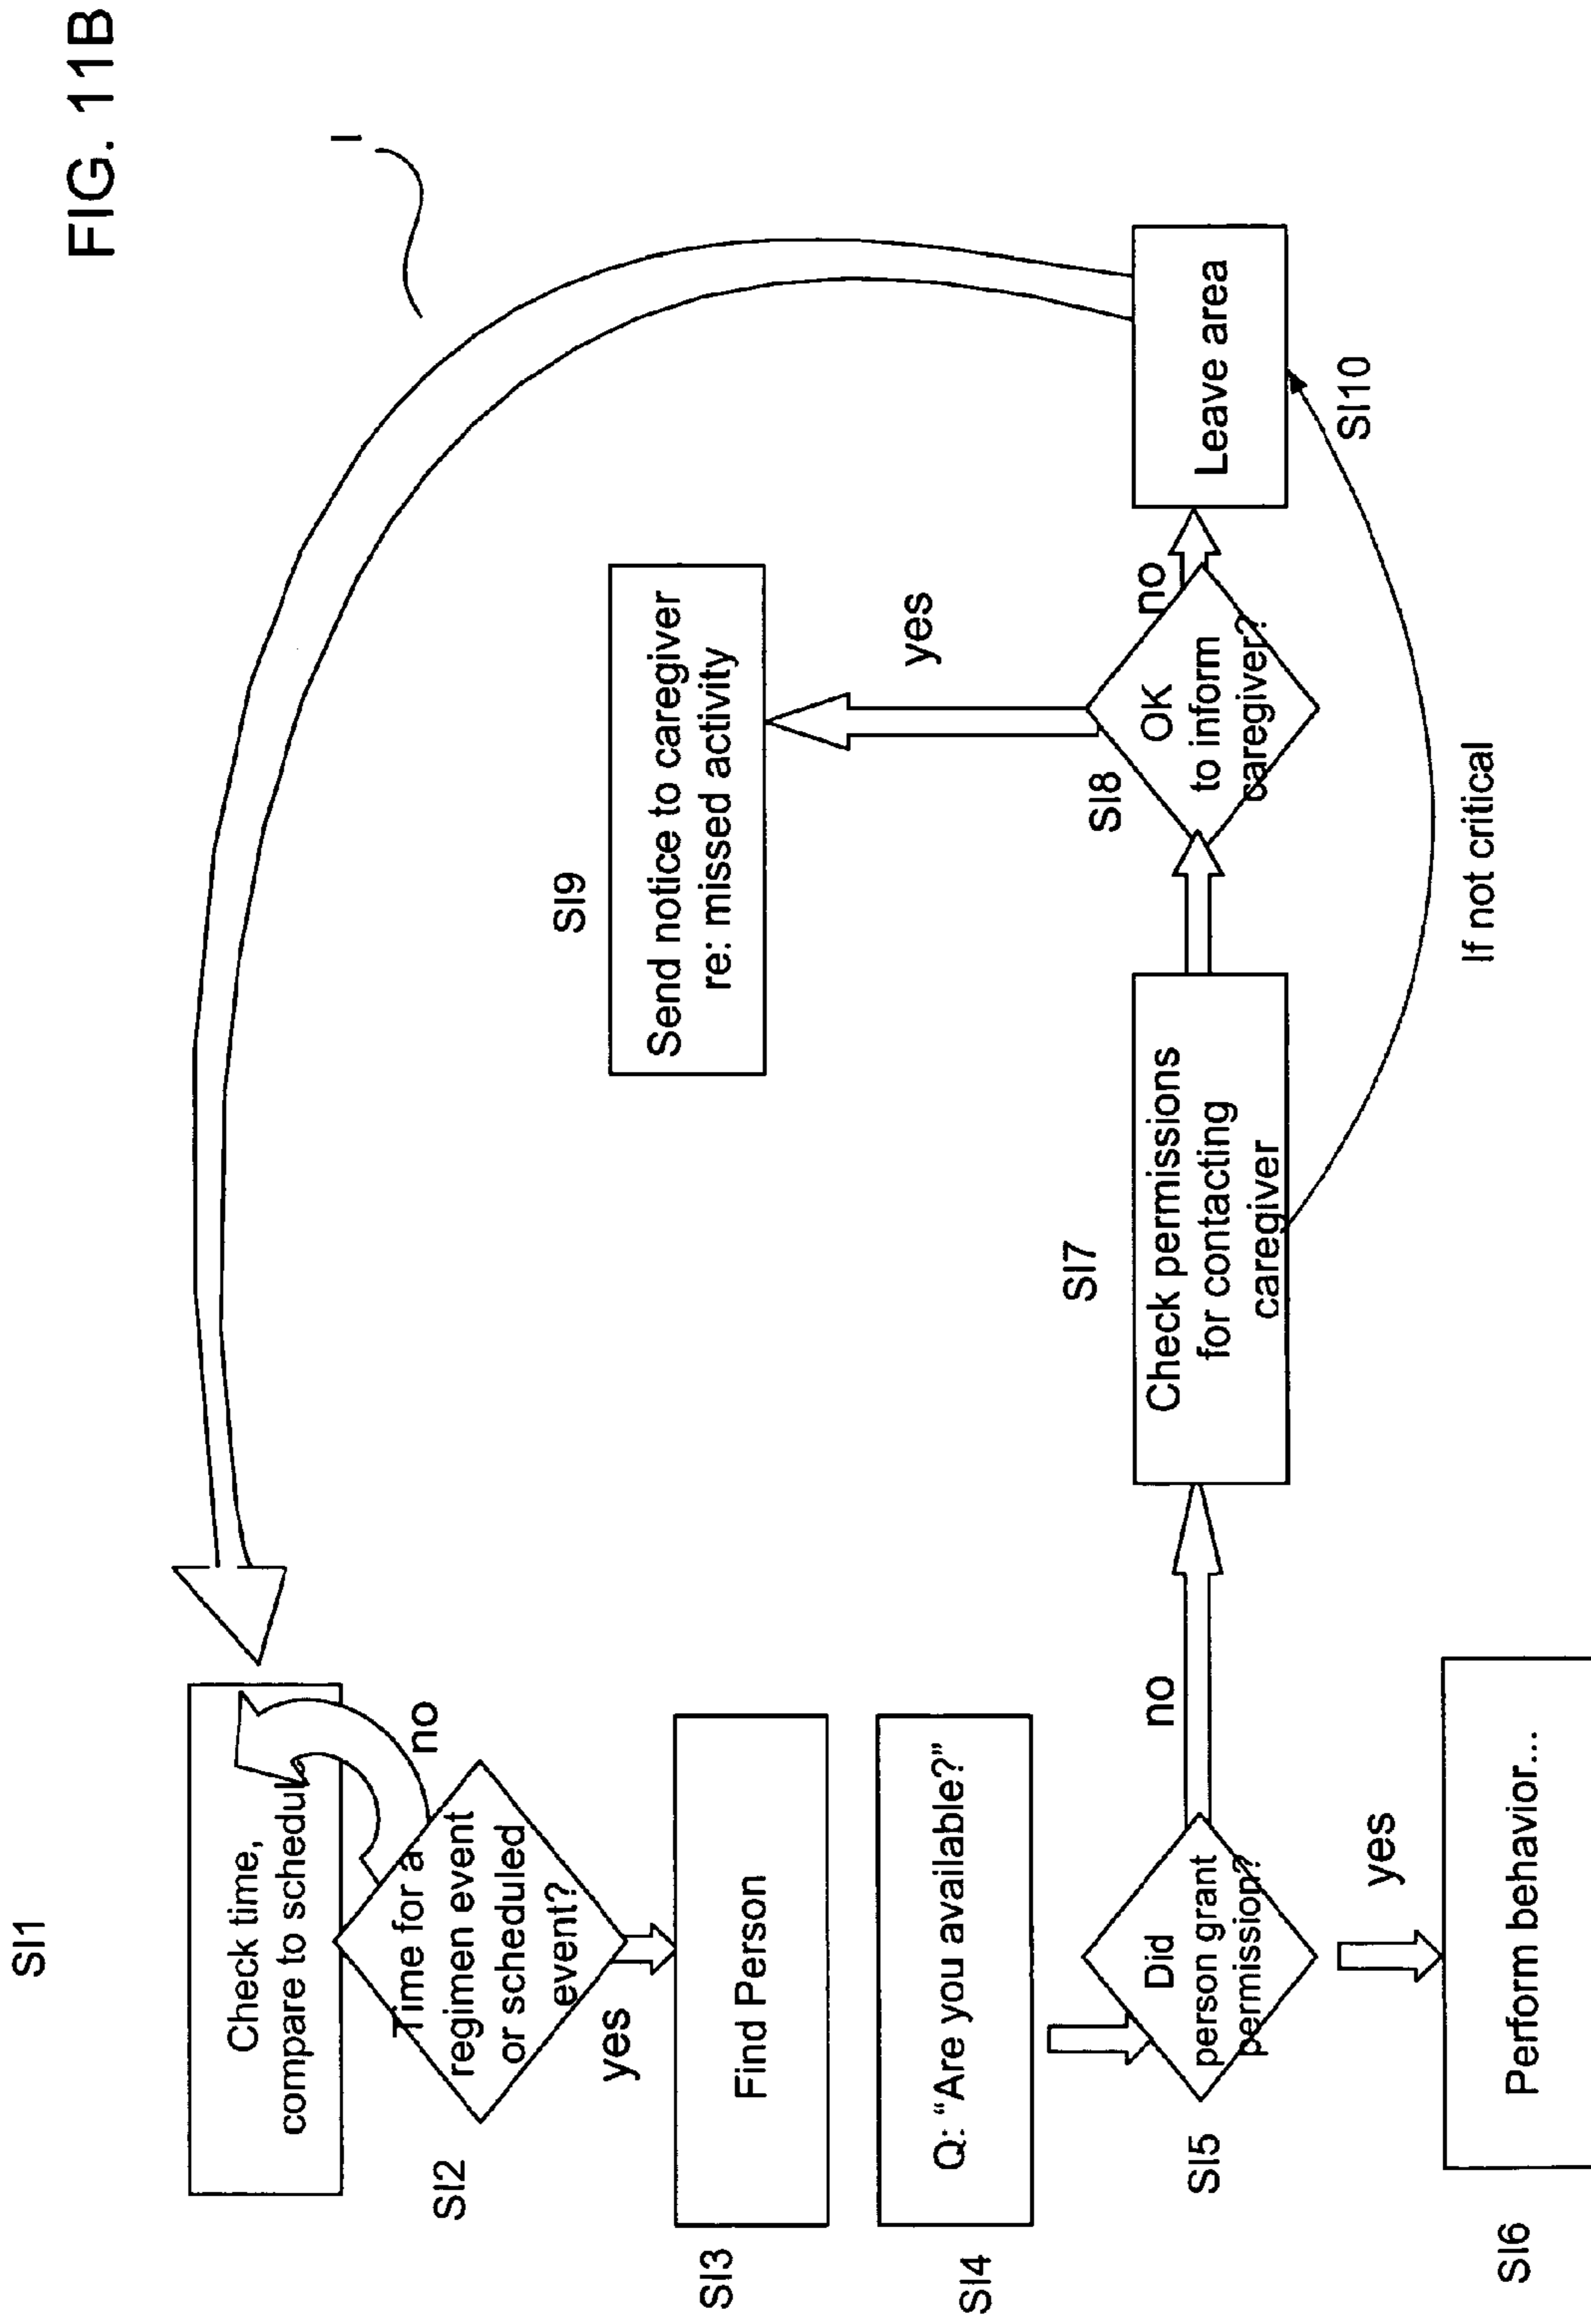 FIG. 11B
I
SI1
Check time,
compare to schedul
no
SI2
Time for a
regimen event
or scheduled
event?
yes
SI3
Find Person
SI4
Q: “Are you available?”
SI5
Did
person grant
permission?
no
yes
SI6
Perform behavior...
SI7
Check permissions
for contacting
caregiver
SI8
OK
to inform
caregiver?
yes
no
SI9
Send notice to caregiver
re: missed activity
Leave area
SI10
If not critical